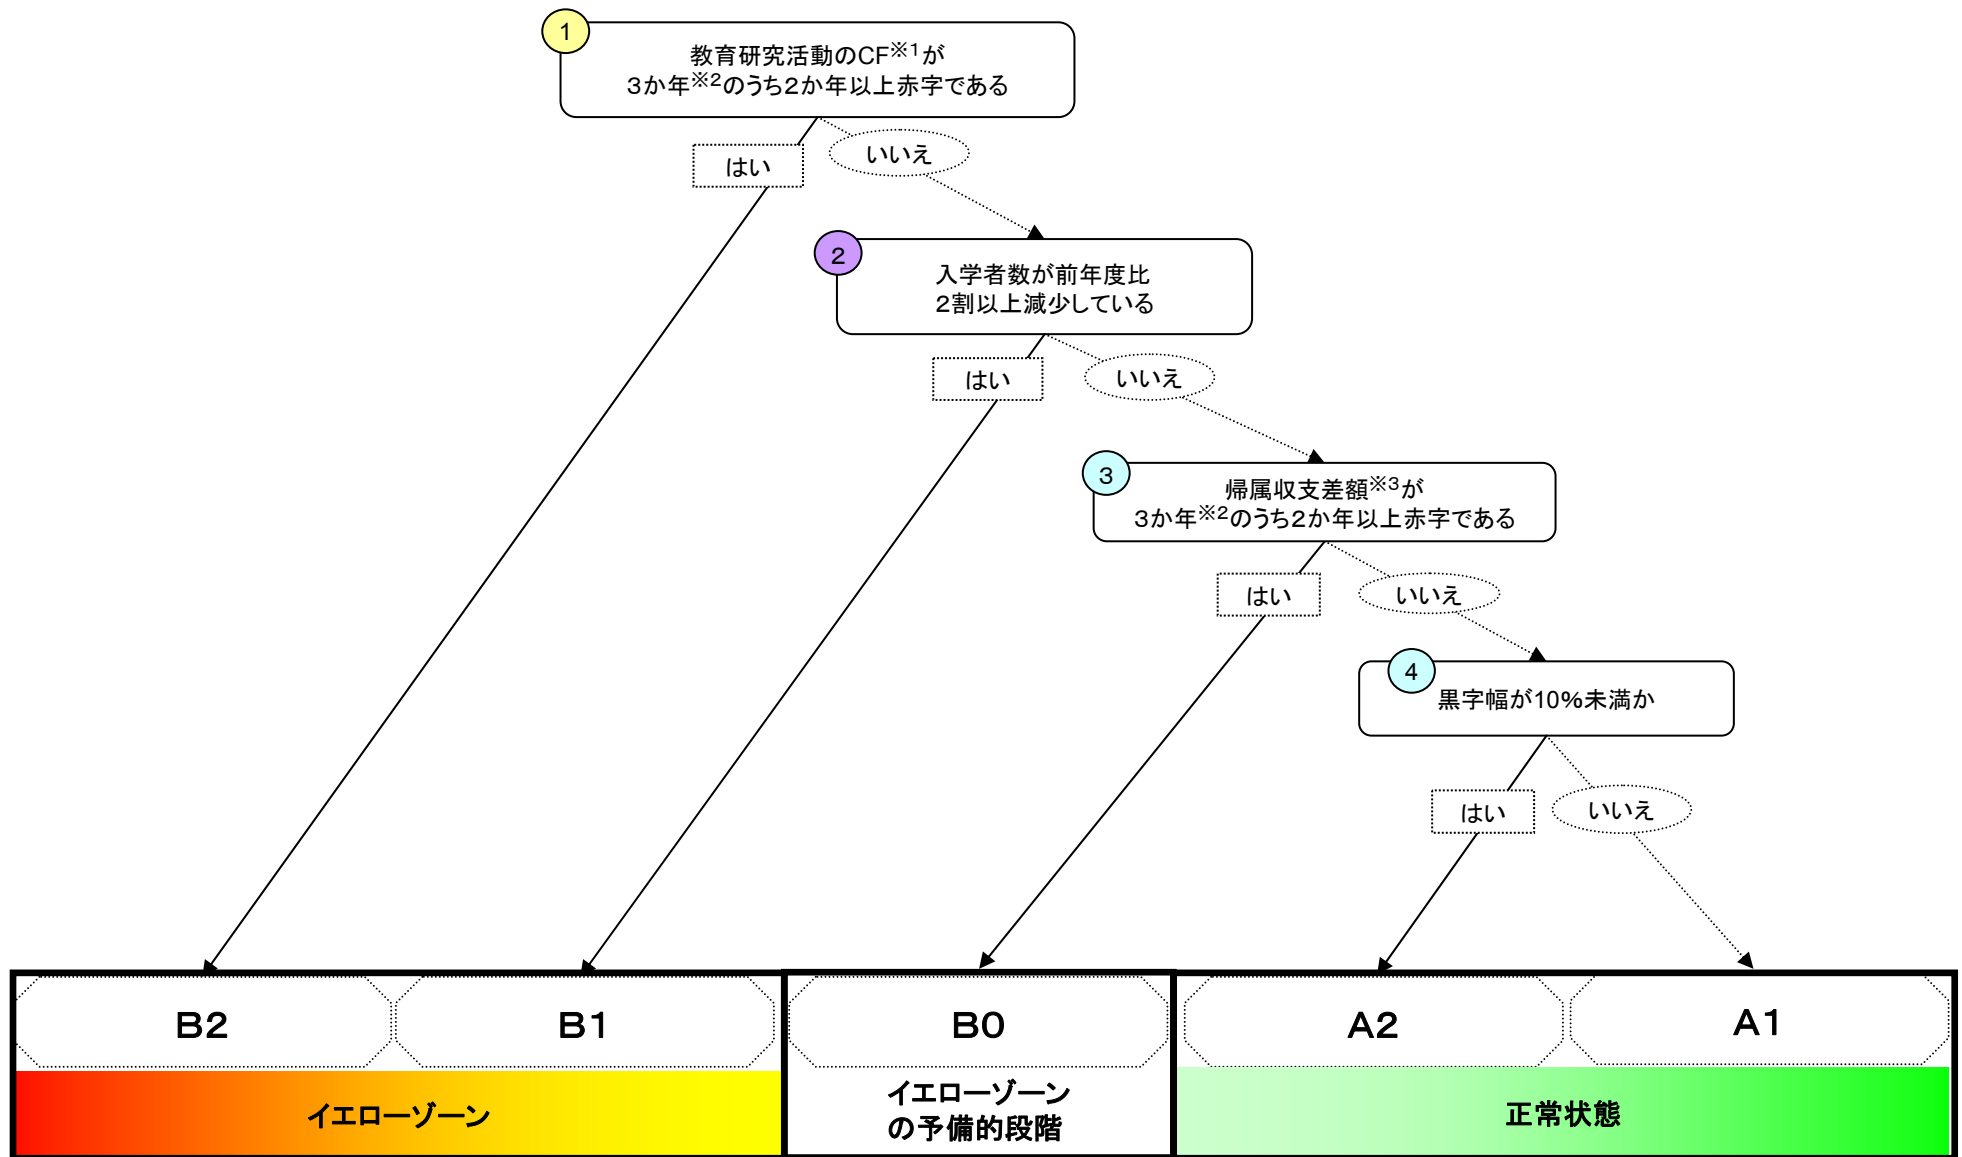 1
教育研究活動のCF※1が
3か年※2のうち2か年以上赤字である
はい
いいえ
2
入学者数が前年度比
2割以上減少している
はい
いいえ
3
帰属収支差額※3が
3か年※2のうち2か年以上赤字である
はい
いいえ
4
黒字幅が10%未満か
はい
いいえ
B2
B1
B0
A2
A1
イエローゾーン
イエローゾーン
の予備的段階
正常状態